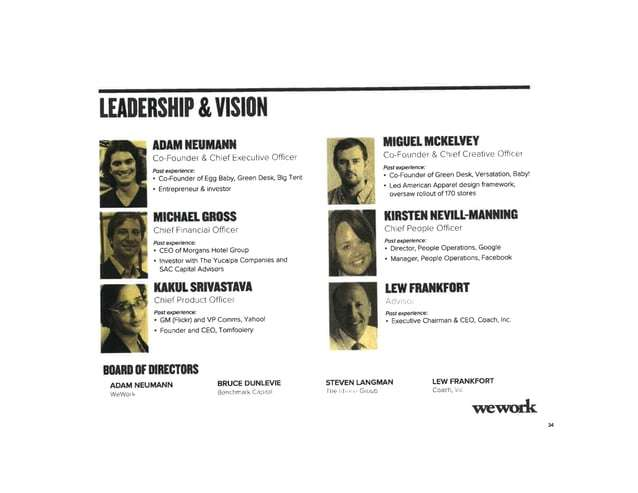 LEADERSHIP & VISION
ADAM NEUMANN
Co-Founder & Chief Executive Officer
Past experience:
• Co-Founder of Egg Baby, Green Desk, Big Tent
• Entrepreneur & investor
MIGUEL MCKELVEY
Co-Founder & Chief Creative Officer
Past experience:
• Co-Founder of Green Desk, Versatation, Baby!
• Led American Apparel design framework,
oversaw rollout of 170 stores
MICHAEL GROSS
Chief Financial Officer
Past experience:
• CEO of Morgans Hotel Group
• Investor with The Yucaipa Companies and
SAC Capital Advisors
KIRSTEN NEVILL-MANNING
Chief People Officer
Past experience:
• Director, People Operations, Google
• Manager, People Operations, Facebook
KAKUL SRIVASTAVA
Chief Product Officer
Past experience:
• GM (Flickr) and VP Comms, Yahoo!
• Founder and CEO, Tomfoolery
LEW FRANKFORT
Advisor
Past experience:
• Executive Chairman & CEO, Coach, Inc.
BOARD OF DIRECTORS
ADAM NEUMANN
WeWork
BRUCE DUNLEVIE
Benchmark Capital
STEVEN LANGMAN
The Group
LEW FRANKFORT
Coach,
wework
34